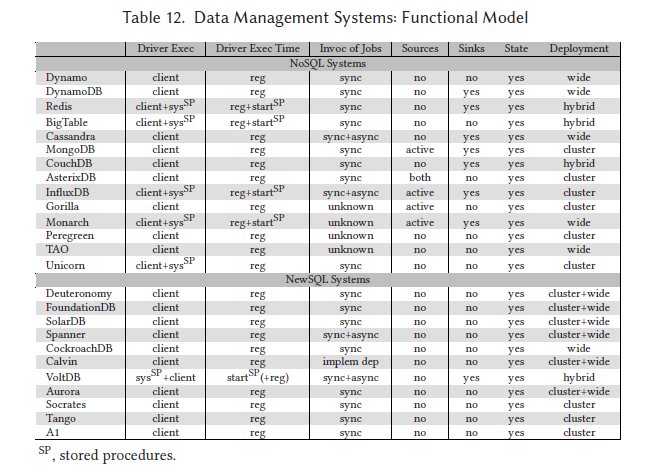 Table 12. Data Management Systems: Functional Model
Driver Exec Driver Exec Time Invoc of Jobs Sources Sinks State Deployment
NoSQL Systems
Dynamo client reg sync no no yes wide
DynamoDB client reg sync no yes yes wide
Redis client+sys^SP reg+start^SP sync no yes yes hybrid
BigTable client+sys^SP reg+start^SP sync no no yes hybrid
Cassandra client reg sync+async no yes yes wide
MongoDB client reg sync active yes yes cluster
CouchDB client reg sync no yes yes hybrid
AsterixDB client reg sync both no yes cluster
InfluxDB client+sys^SP reg+start^SP sync+async active yes yes cluster
Gorilla client reg unknown active no yes cluster
Monarch client+sys^SP reg+start^SP unknown active yes yes wide
Peregreen client reg unknown no no yes cluster
TAO client reg unknown no no yes wide
Unicorn client+sys^SP reg sync no no yes cluster
NewSQL Systems
Deuteronomy client reg sync no no yes cluster+wide
FoundationDB client reg sync no no yes cluster+wide
SolarDB client reg sync no no yes cluster+wide
Spanner client reg sync+async no no yes cluster+wide
CockroachDB client reg sync no no yes wide
Calvin client reg implem dep no no yes cluster+wide
VoltDB sys^SP+client start^SP(+reg) sync+async no yes yes hybrid
Aurora client reg sync no no yes cluster+wide
Socrates client reg sync no no yes cluster
Tango client reg sync no no yes cluster
A1 client reg sync no no yes cluster
SP, stored procedures.